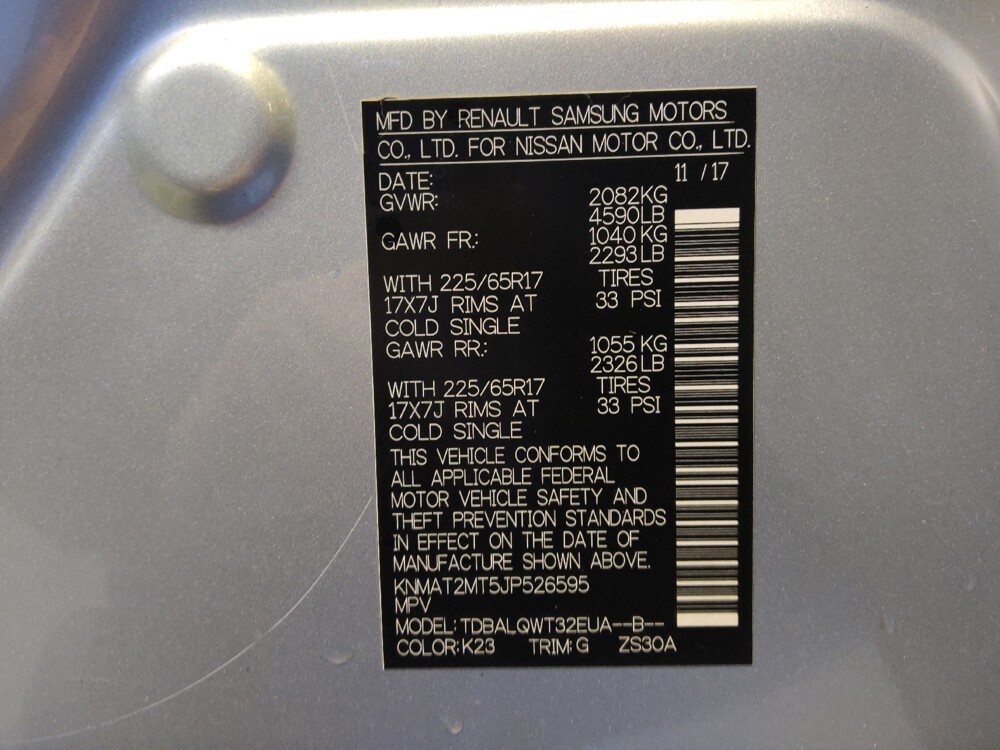 MFD BY RENAULT SAMSUNG MOTORS
CO., LTD. FOR NISSAN MOTOR CO., LTD.
DATE: 11 / 17
GVWR: 2082KG
4590LB
GAWR FR.: 1040 KG
2293 LB
WITH 225/65R17 TIRES
17X7J RIMS AT 33 PSI
COLD SINGLE
GAWR RR.: 1055 KG
2326 LB
WITH 225/65R17 TIRES
17X7J RIMS AT 33 PSI
COLD SINGLE
THIS VEHICLE CONFORMS TO
ALL APPLICABLE FEDERAL
MOTOR VEHICLE SAFETY AND
THEFT PREVENTION STANDARDS
IN EFFECT ON THE DATE OF
MANUFACTURE SHOWN ABOVE.
KNMAT2MT5JP526595
MPV
MODEL: TDBALQWT32EUA--B--
COLOR: K23 TRIM: G ZS30A